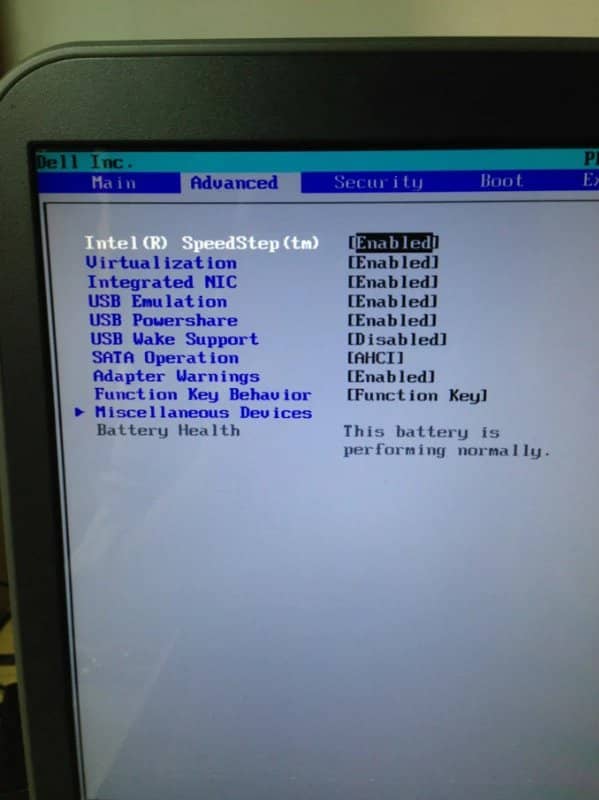 Dell Inc.
Main Advanced Security Boot
Intel(R) SpeedStep(tm) [Enabled]
Virtualization [Enabled]
Integrated NIC [Enabled]
USB Emulation [Enabled]
USB Powershare [Enabled]
USB Wake Support [Disabled]
SATA Operation [AHCI]
Adapter Warnings [Enabled]
Function Key Behavior [Function Key]
▶ Miscellaneous Devices
Battery Health This battery is
performing normally.